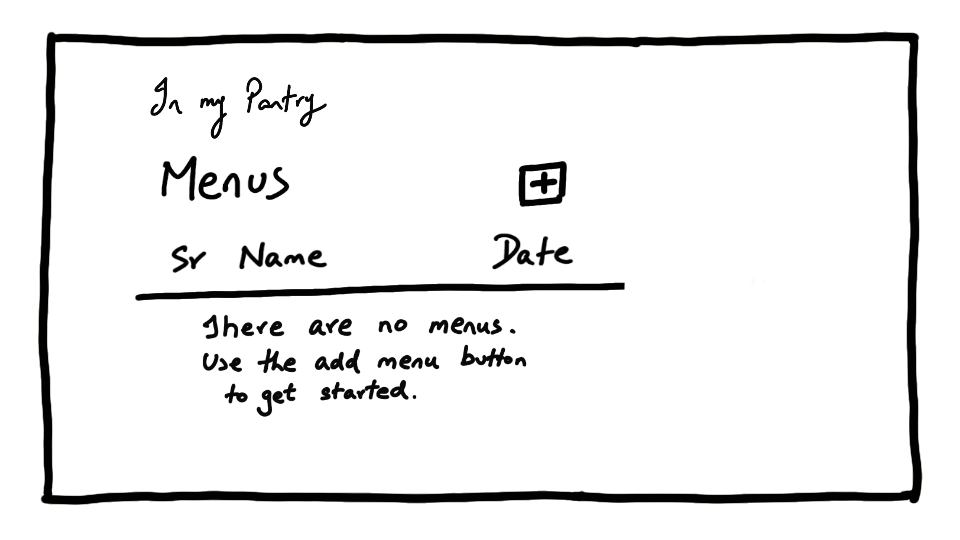 In my Pantry
Menus +
Sr Name Date
There are no menus.
Use the add menu button
to get started.